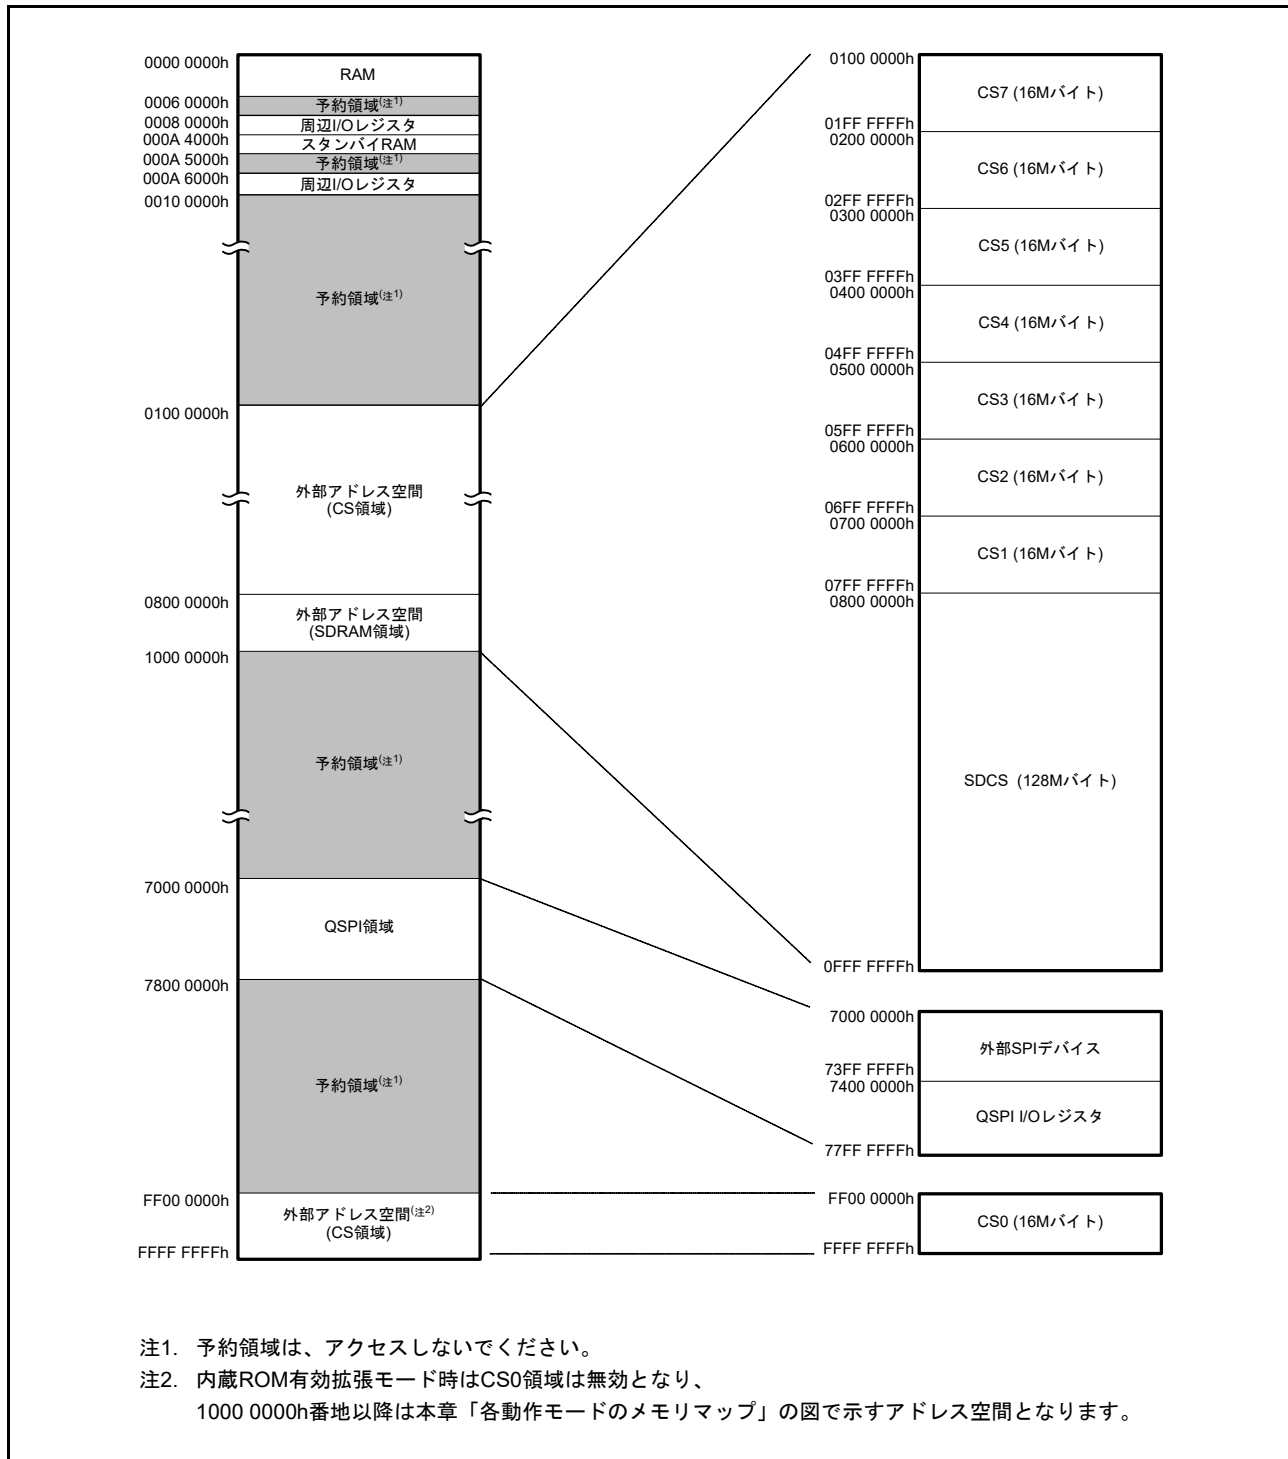 0000 0000h
RAM
0006 0000h
予約領域(注1)
0008 0000h
周辺I/Oレジスタ
000A 4000h
スタンバイRAM
000A 5000h
予約領域(注1)
000A 6000h
周辺I/Oレジスタ
0010 0000h
予約領域(注1)
0100 0000h
外部アドレス空間
(CS領域)
0800 0000h
外部アドレス空間
(SDRAM領域)
1000 0000h
予約領域(注1)
7000 0000h
QSPI領域
7800 0000h
予約領域(注1)
FF00 0000h
外部アドレス空間(注2)
(CS領域)
FFFF FFFFh
0100 0000h
CS7 (16Mバイト)
01FF FFFFh
0200 0000h
CS6 (16Mバイト)
02FF FFFFh
0300 0000h
CS5 (16Mバイト)
03FF FFFFh
0400 0000h
CS4 (16Mバイト)
04FF FFFFh
0500 0000h
CS3 (16Mバイト)
05FF FFFFh
0600 0000h
CS2 (16Mバイト)
06FF FFFFh
0700 0000h
CS1 (16Mバイト)
07FF FFFFh
0800 0000h
SDCS (128Mバイト)
0FFF FFFFh
7000 0000h
外部SPIデバイス
73FF FFFFh
7400 0000h
QSPI I/Oレジスタ
77FF FFFFh
FF00 0000h
CS0 (16Mバイト)
FFFF FFFFh
注1. 予約領域は、アクセスしないでください。
注2. 内蔵ROM有効拡張モード時はCS0領域は無効となり、
1000 0000h番地以降は本章「各動作モードのメモリマップ」の図で示すアドレス空間となります。